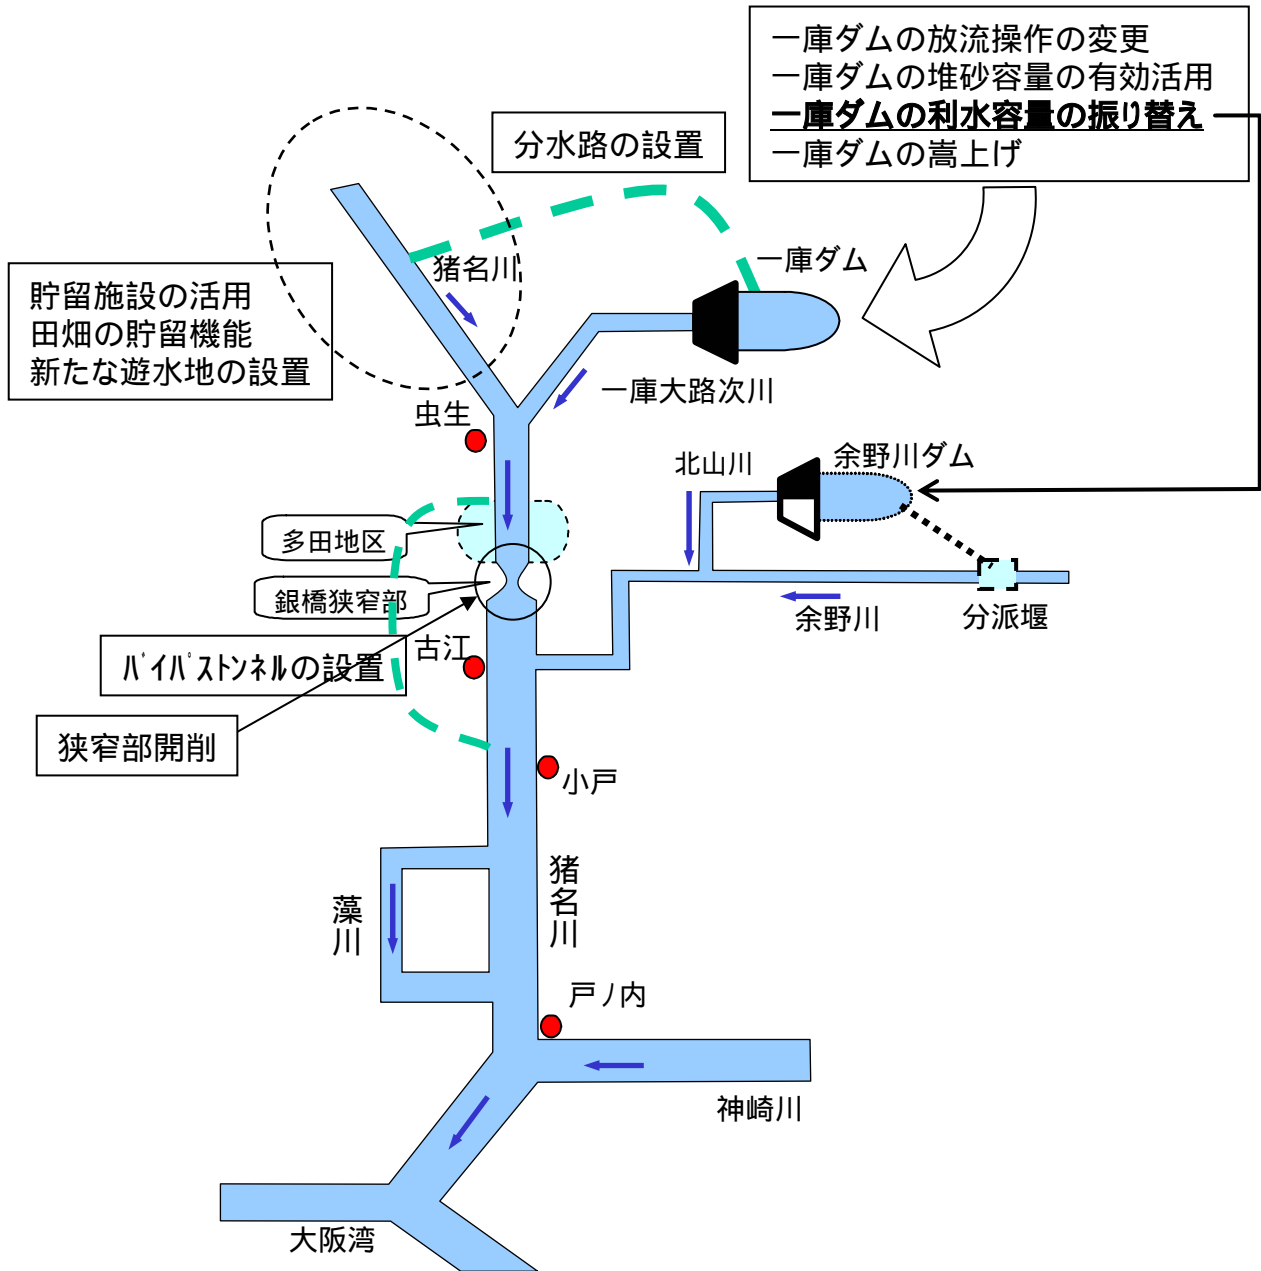 一庫ダムの放流操作の変更
一庫ダムの堆砂容量の有効活用
一庫ダムの利水容量の振り替え
一庫ダムの嵩上げ
分水路の設置
猪名川
一庫ダム
貯留施設の活用
田畑の貯留機能
新たな遊水地の設置
一庫大路次川
虫生
北山川
余野川ダム
多田地区
銀橋狭窄部
余野川
分派堰
古江
ﾊﾞｲﾊﾟｽﾄﾝﾈﾙの設置
狭窄部開削
小戸
猪名川
藻川
戸ノ内
神崎川
大阪湾